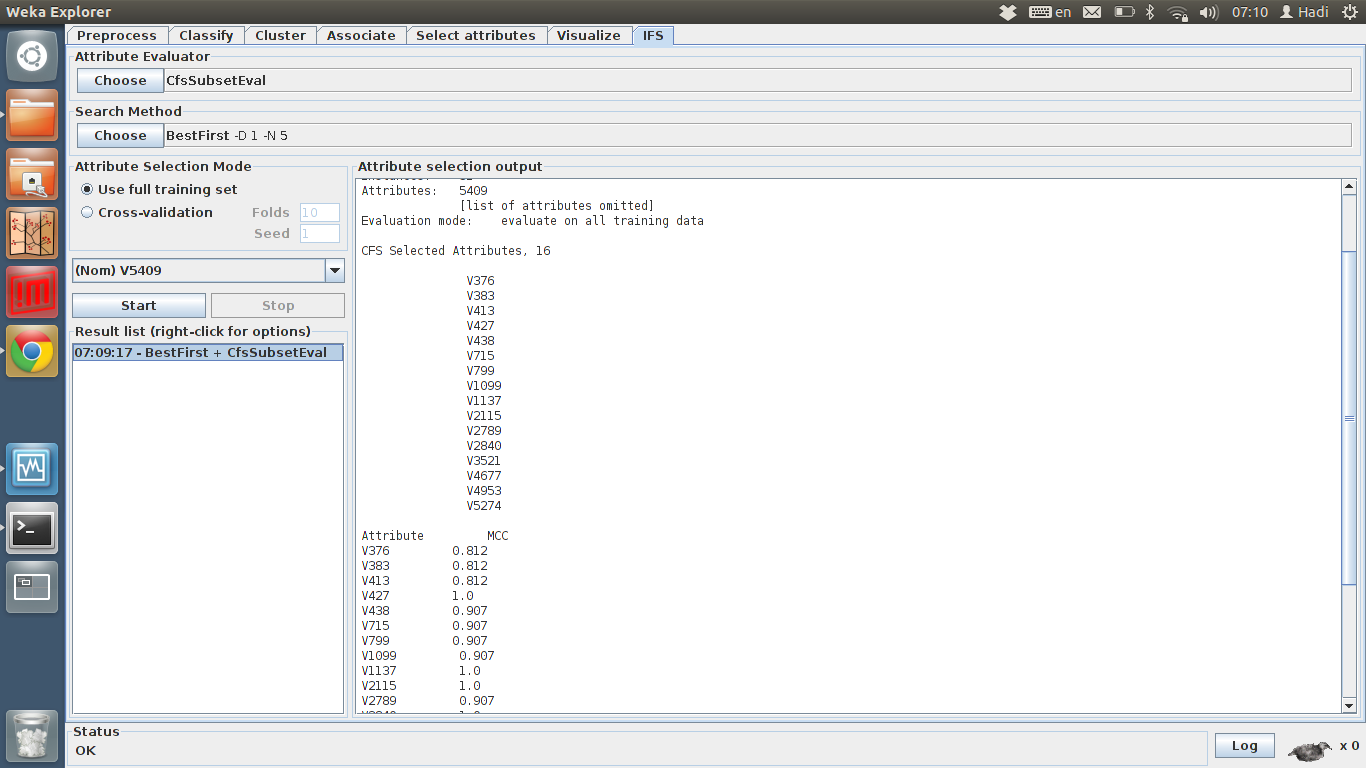 Weka Explorer
en
07:10
Hadi
Preprocess
Classify
Cluster
Associate
Select attributes
Visualize
IFS
Attribute Evaluator
Choose
CfsSubsetEval
Search Method
Choose
BestFirst -D 1 -N 5
Attribute Selection Mode
Use full training set
Cross-validation
Folds
10
Seed
1
(Nom) V5409
Start
Stop
Result list (right-click for options)
07:09:17 - BestFirst + CfsSubsetEval
Attribute selection output
Attributes: 5409
[list of attributes omitted]
Evaluation mode: evaluate on all training data
CFS Selected Attributes, 16
V376
V383
V413
V427
V438
V715
V799
V1099
V1137
V2115
V2789
V2840
V3521
V4677
V4953
V5274
Attribute MCC
V376 0.812
V383 0.812
V413 0.812
V427 1.0
V438 0.907
V715 0.907
V799 0.907
V1099 0.907
V1137 1.0
V2115 1.0
V2789 0.907
Status
OK
Log
x 0